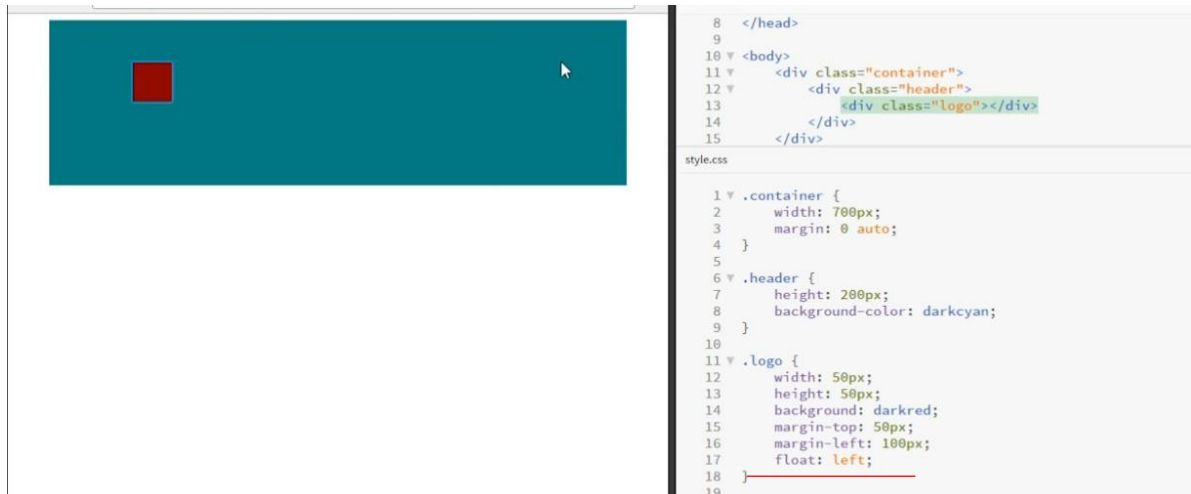 8 </head>
9
10 <body>
11 <div class="container">
12 <div class="header">
13 <div class="logo"></div>
14 </div>
15 </div>
style.css
1 .container {
2 width: 700px;
3 margin: 0 auto;
4 }
5
6 .header {
7 height: 200px;
8 background-color: darkcyan;
9 }
10
11 .logo {
12 width: 50px;
13 height: 50px;
14 background: darkred;
15 margin-top: 50px;
16 margin-left: 100px;
17 float: left;
18 }
19